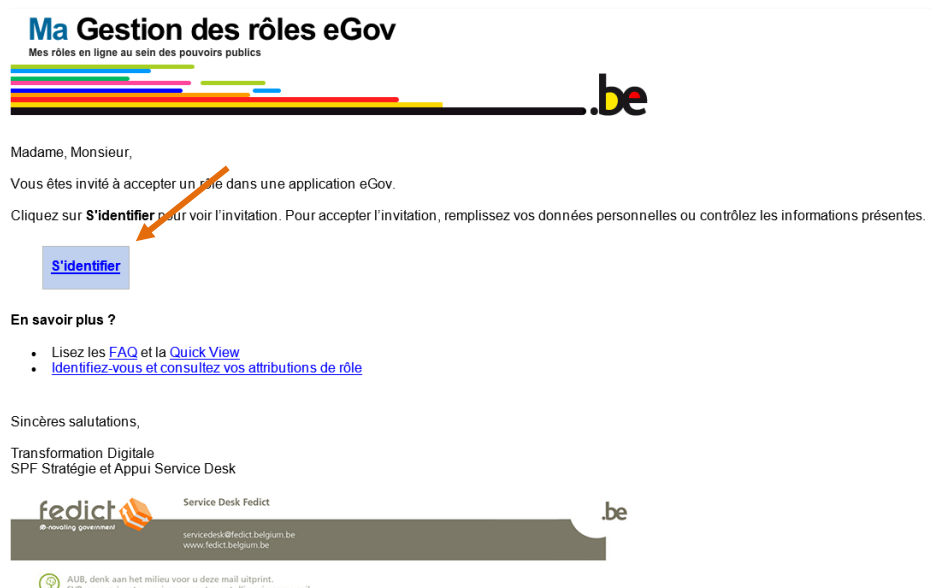 Ma Gestion des rôles eGov
Mes rôles en ligne au sein des pouvoirs publics
.be
Madame, Monsieur,
Vous êtes invité à accepter un rôle dans une application eGov.
Cliquez sur S'identifier pour voir l'invitation. Pour accepter l'invitation, remplissez vos données personnelles ou contrôlez les informations présentes.
S'identifier
En savoir plus ?
• Lisez les FAQ et la Quick View
• Identifiez-vous et consultez vos attributions de rôle
Sincères salutations,
Transformation Digitale
SPF Stratégie et Appui Service Desk
fedict
Service Desk Fedict
.be
servicedesk@fedict.belgium.be
www.fedict.belgium.be
AUB, denk aan het milieu voor u deze mail uitprint.